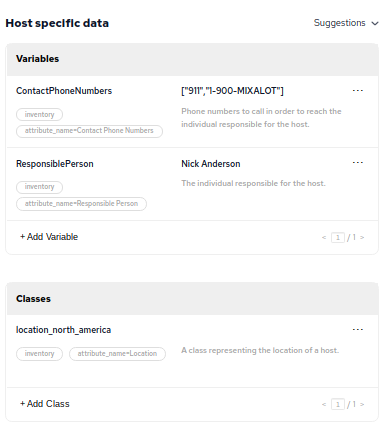 Host specific data
Suggestions
Variables
ContactPhoneNumbers
["911","1-900-MIXALOT"]
...
inventory
attribute_name=Contact Phone Numbers
Phone numbers to call in order to reach the
individual responsible for the host.
ResponsiblePerson
Nick Anderson
...
inventory
attribute_name=Responsible Person
The individual responsible for the host.
+ Add Variable
< 1 / 1 >
Classes
location_north_america
...
inventory
attribute_name=Location
A class representing the location of a host.
+ Add Class
< 1 / 1 >